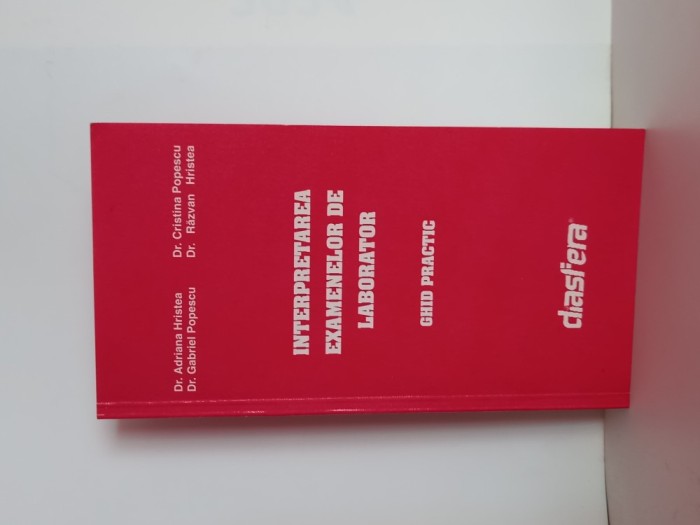 Dr. Adriana Hristea Dr. Cristina Popescu
Dr. Gabriel Popescu Dr. Răzvan Hristea
INTERPRETAREA
EXAMENELOR DE
LABORATOR
GHID PRACTIC
diasfera®